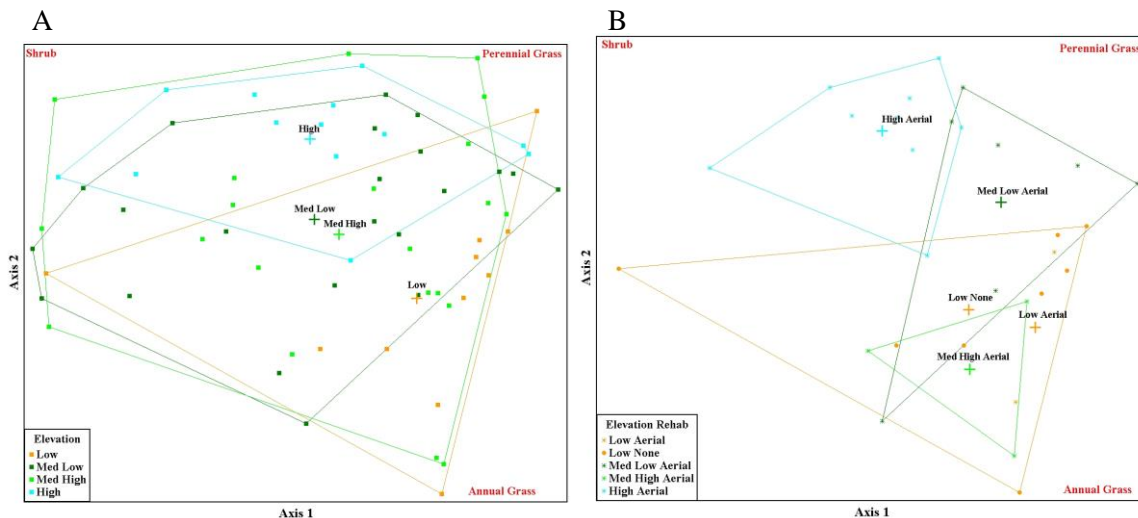 A
Shrub
Perennial Grass
High
Med Low
Med High
Low
Axis 2
Elevation
Low
Med Low
Med High
High
Annual Grass
Axis 1
B
Shrub
Perennial Grass
High Aerial
Med Low Aerial
Low None
Low Aerial
Med High Aerial
Axis 2
Elevation Rehab
Low Aerial
Low None
Med Low Aerial
Med High Aerial
High Aerial
Annual Grass
Axis 1